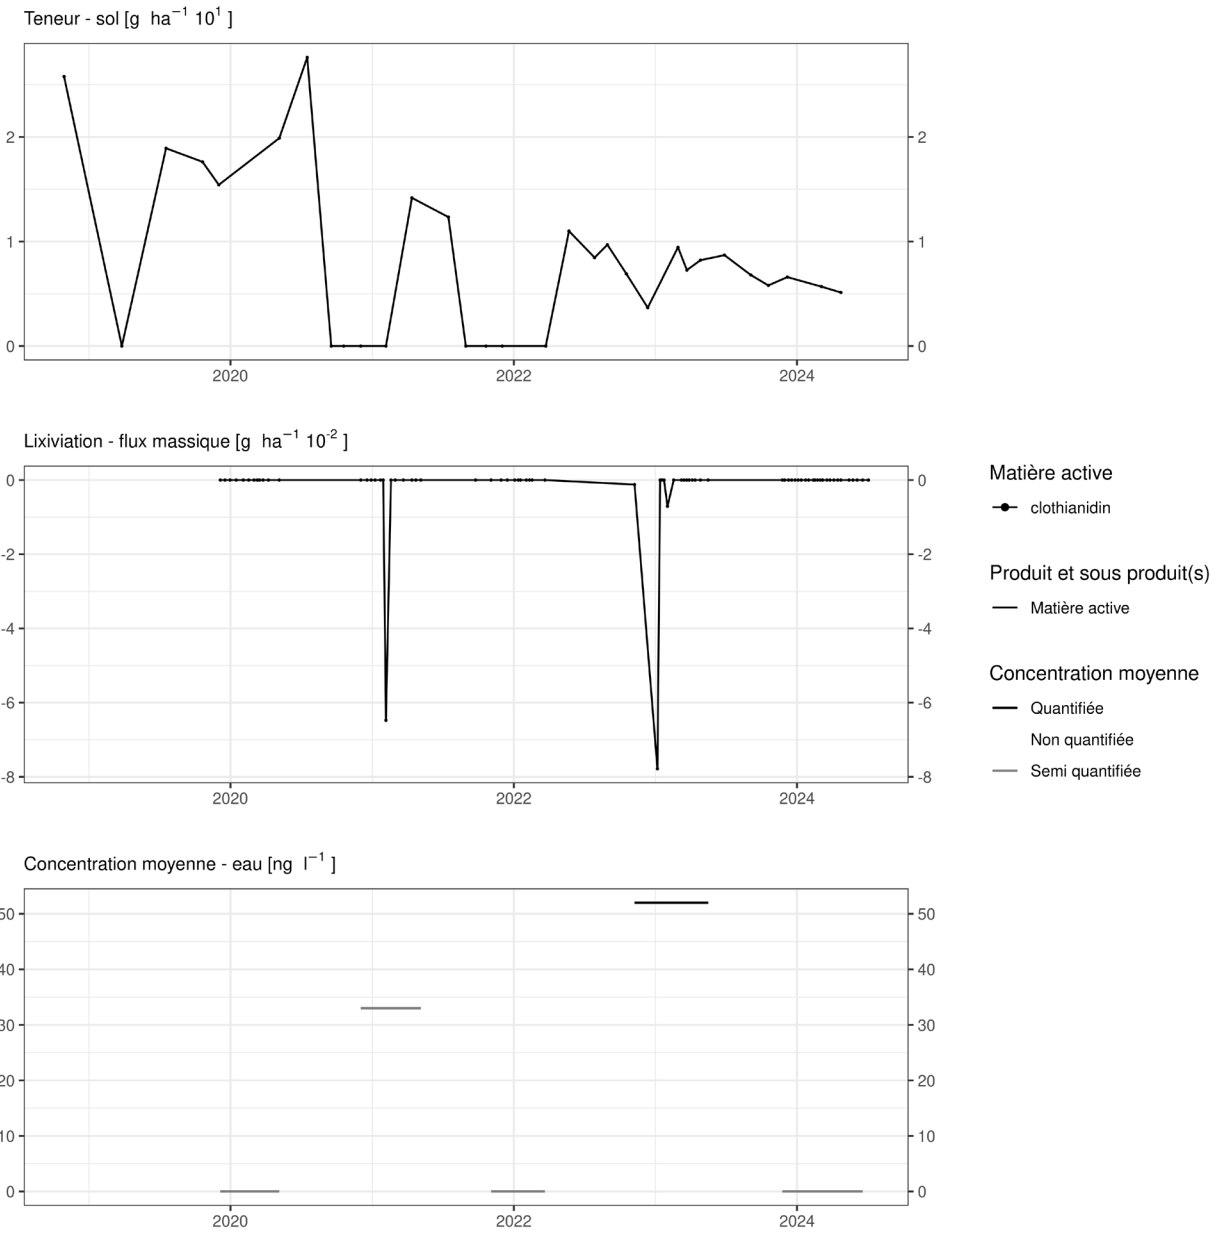 Teneur - sol [g ha⁻¹ 10¹ ]
2 2
1 1
0 0
2020 2022 2024
Lixiviation - flux massique [g ha⁻¹ 10⁻² ]
0 0
-2 -2
-4 -4
-6 -6
-8 -8
2020 2022 2024
Matière active
clothianidin
Produit et sous produit(s)
Matière active
Concentration moyenne
Quantifiée
Non quantifiée
Semi quantifiée
Concentration moyenne - eau [ng l⁻¹ ]
50 50
40 40
30 30
20 20
10 10
0 0
2020 2022 2024